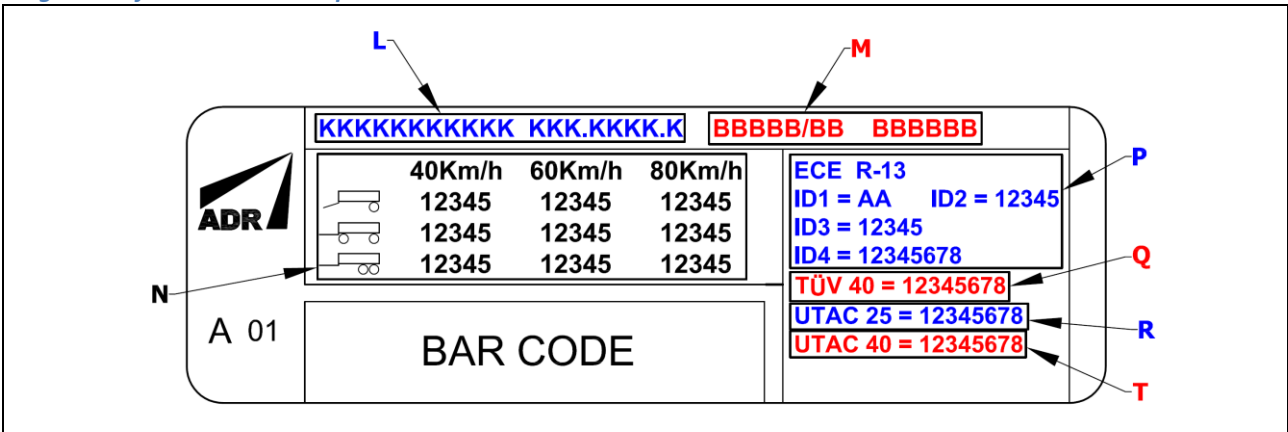 L
M
KKKKKKKKKKK KKK.KKKK.K
BBBBB/BB BBBBBB
40Km/h 60Km/h 80Km/h
12345 12345 12345
12345 12345 12345
12345 12345 12345
ADR
N
A 01
BAR CODE
ECE R-13
ID1 = AA ID2 = 12345
ID3 = 12345
ID4 = 12345678
TÜV 40 = 12345678
UTAC 25 = 12345678
UTAC 40 = 12345678
P
Q
R
T